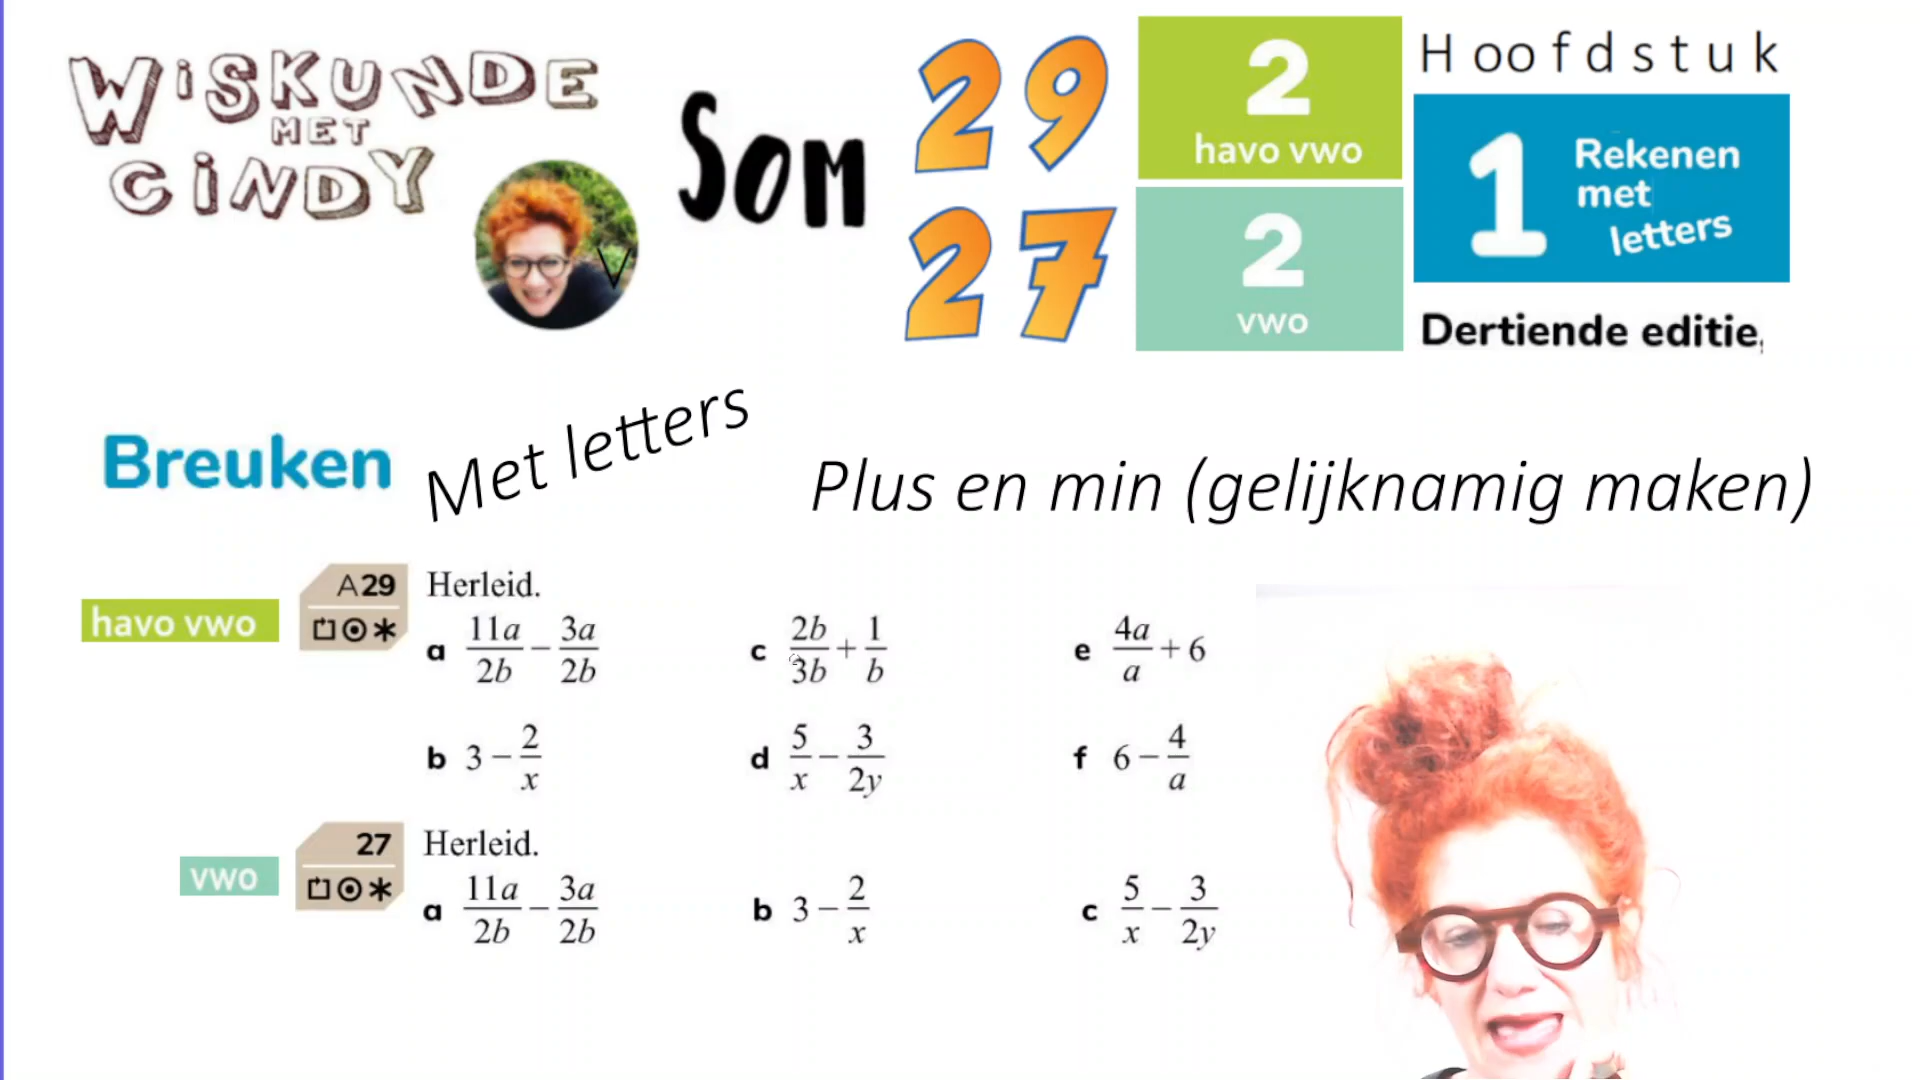 WiSKUNDE
MET
CiNDY
Som
29
27
2
havo vwo
2
vwo
Hoofdstuk
1
Rekenen
met
letters
Dertiende editie
Breuken
Met letters
Plus en min (gelijknamig maken)
havo vwo
A29
Herleid.
a 11a/2b − 3a/2b
c 2b/3b + 1/b
e 4a/a + 6
b 3 − 2/x
d 5/x − 3/2y
f 6 − 4/a
vwo
27
Herleid.
a 11a/2b − 3a/2b
b 3 − 2/x
c 5/x − 3/2y